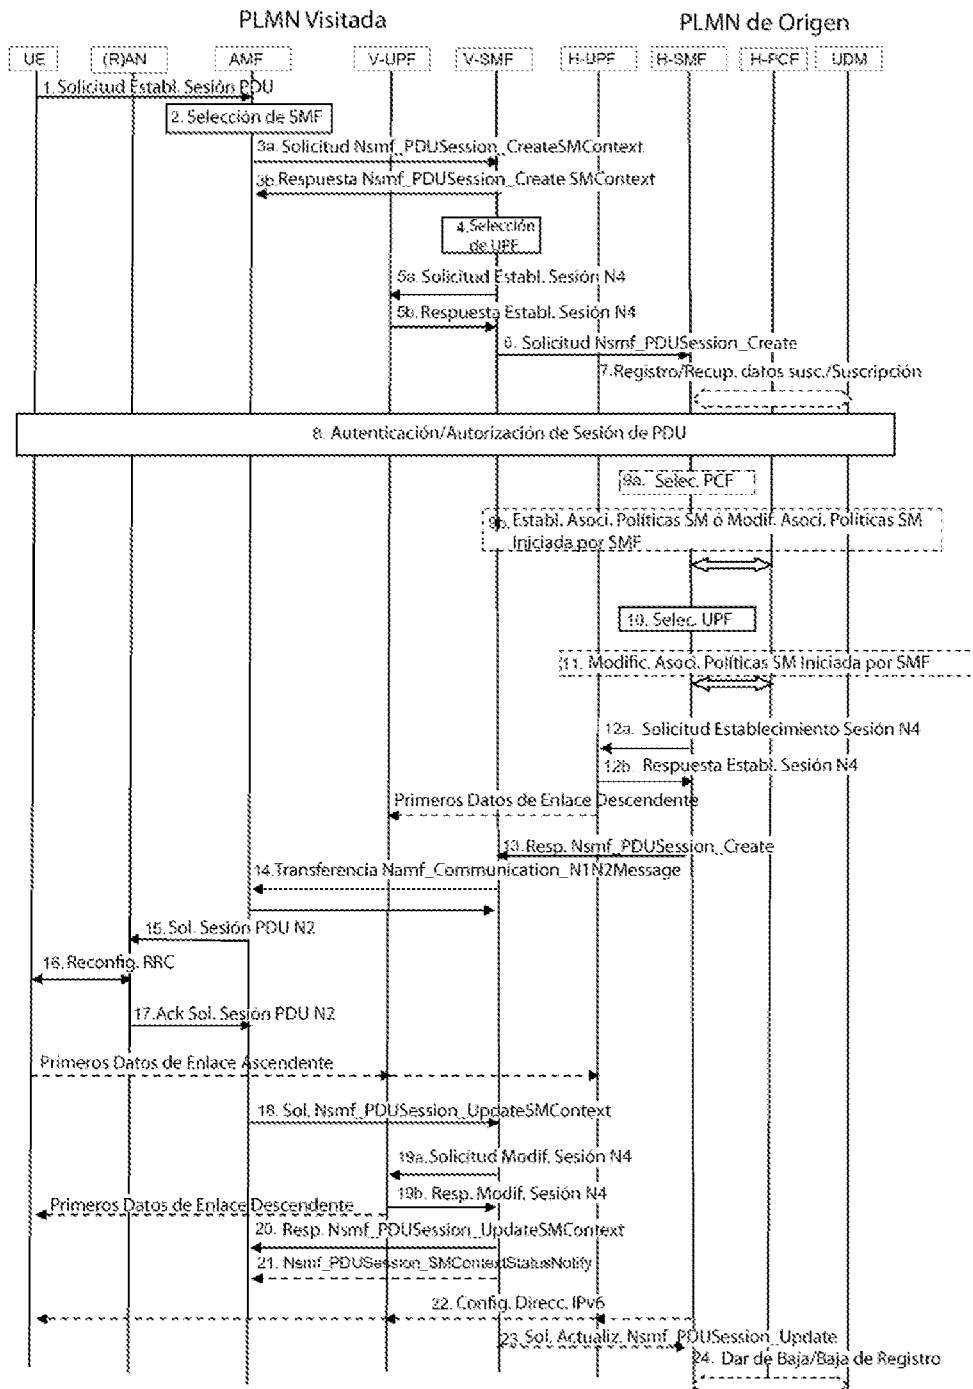 PLMN Visitada
PLMN de Origen
UE
(R)AN
AMF
V-UPF
V-SMF
H-UPF
H-SMF
H-PCF
UDM
1. Solicitud Establ. Sesión PDU
2. Selección de SMF
3a. Solicitud Nsmf_PDUSession_CreateSMContext
3b. Respuesta Nsmf_PDUSession_Create SMContext
4. Selección
de UPF
5a. Solicitud Establ. Sesión N4
5b. Respuesta Establ. Sesión N4
6. Solicitud Nsmf_PDUSession_Create
7. Registro/Recup. datos susc./Suscripción
8. Autenticación/Autorización de Sesión de PDU
9a. Selec. PCF
9b. Establ. Asoci. Políticas SM ó Modif. Asoci. Políticas SM
Iniciada por SMF
10. Selec. UPF
11. Modific. Asoci. Políticas SM Iniciada por SMF
12a. Solicitud Establecimiento Sesión N4
12b. Respuesta Establ. Sesión N4
Primeros Datos de Enlace Descendente
13. Resp. Nsmf_PDUSession_Create
14. Transferencia Namf_Communication_N1N2Message
15. Sol. Sesión PDU N2
16. Reconfig. RRC
17. Ack Sol. Sesión PDU N2
Primeros Datos de Enlace Ascendente
18. Sol. Nsmf_PDUSession_UpdateSMContext
19a. Solicitud Modif. Sesión N4
19b. Resp. Modif. Sesión N4
Primeros Datos de Enlace Descendente
20. Resp. Nsmf_PDUSession_UpdateSMContext
21. Nsmf_PDUSession_SMContextStatusNotify
22. Config. Direcc. IPv6
23. Sol. Actualiz. Nsmf_PDUSession_Update
24. Dar de Baja/Baja de Registro